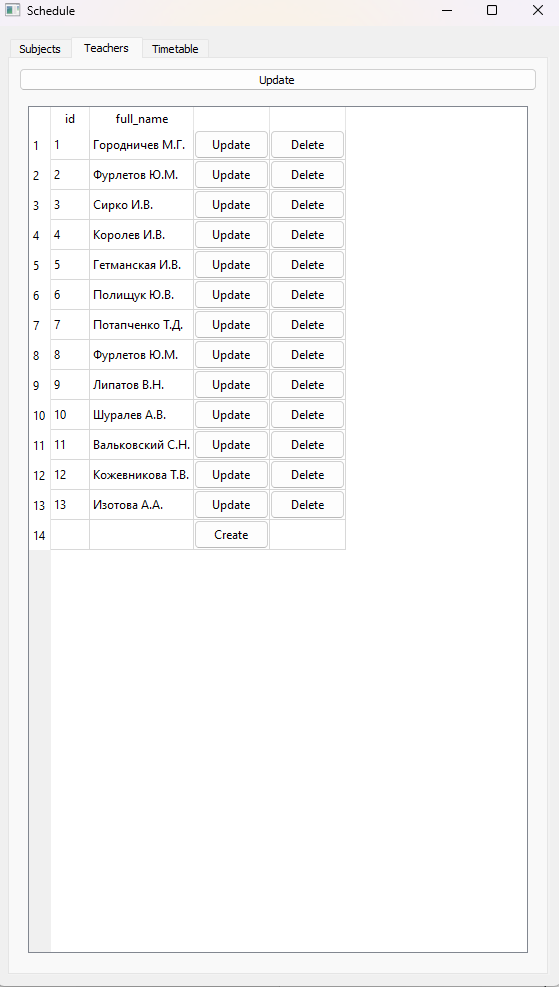 Schedule
Subjects Teachers Timetable
Update
id full_name
1 1 Городничев М.Г. Update Delete
2 2 Фурлетов Ю.М. Update Delete
3 3 Сирко И.В. Update Delete
4 4 Королев И.В. Update Delete
5 5 Гетманская И.В. Update Delete
6 6 Полищук Ю.В. Update Delete
7 7 Потапченко Т.Д. Update Delete
8 8 Фурлетов Ю.М. Update Delete
9 9 Липатов В.Н. Update Delete
10 10 Шуралев А.В. Update Delete
11 11 Вальковский С.Н. Update Delete
12 12 Кожевникова Т.В. Update Delete
13 13 Изотова А.А. Update Delete
14 Create